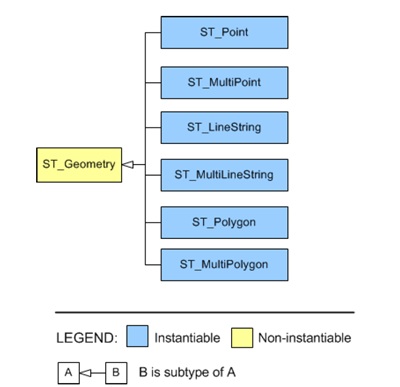 ST_Point
ST_MultiPoint
ST_LineString
ST_Geometry
ST_MultiLineString
ST_Polygon
ST_MultiPolygon
LEGEND: Instantiable Non-instantiable
A B B is subtype of A